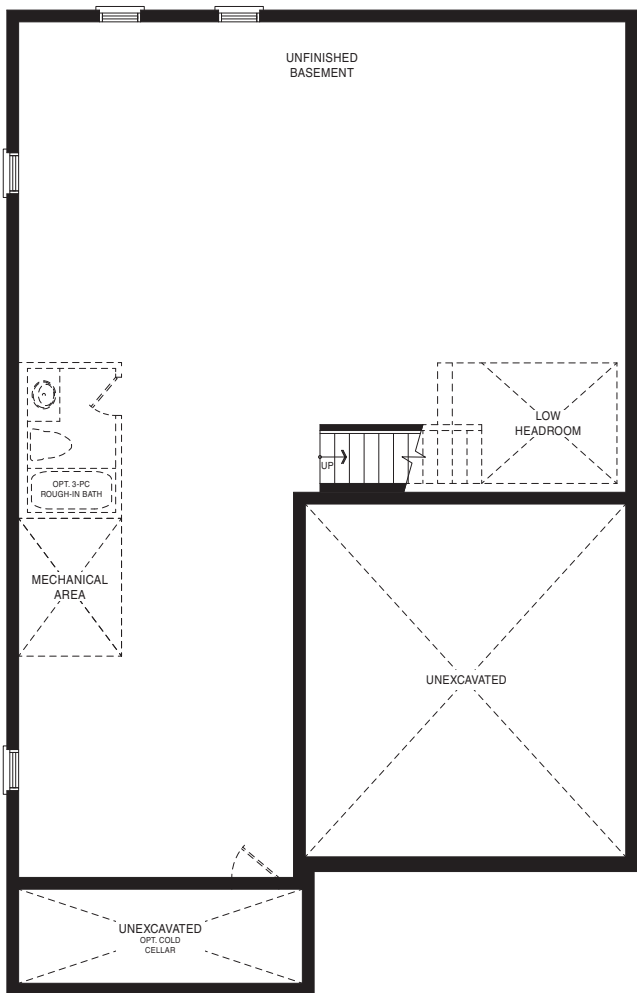 UNFINISHED
BASEMENT
LOW
HEADROOM
UP
OPT. 3-PC
ROUGH-IN BATH
MECHANICAL
AREA
UNEXCAVATED
UNEXCAVATED
OPT. COLD
CELLAR